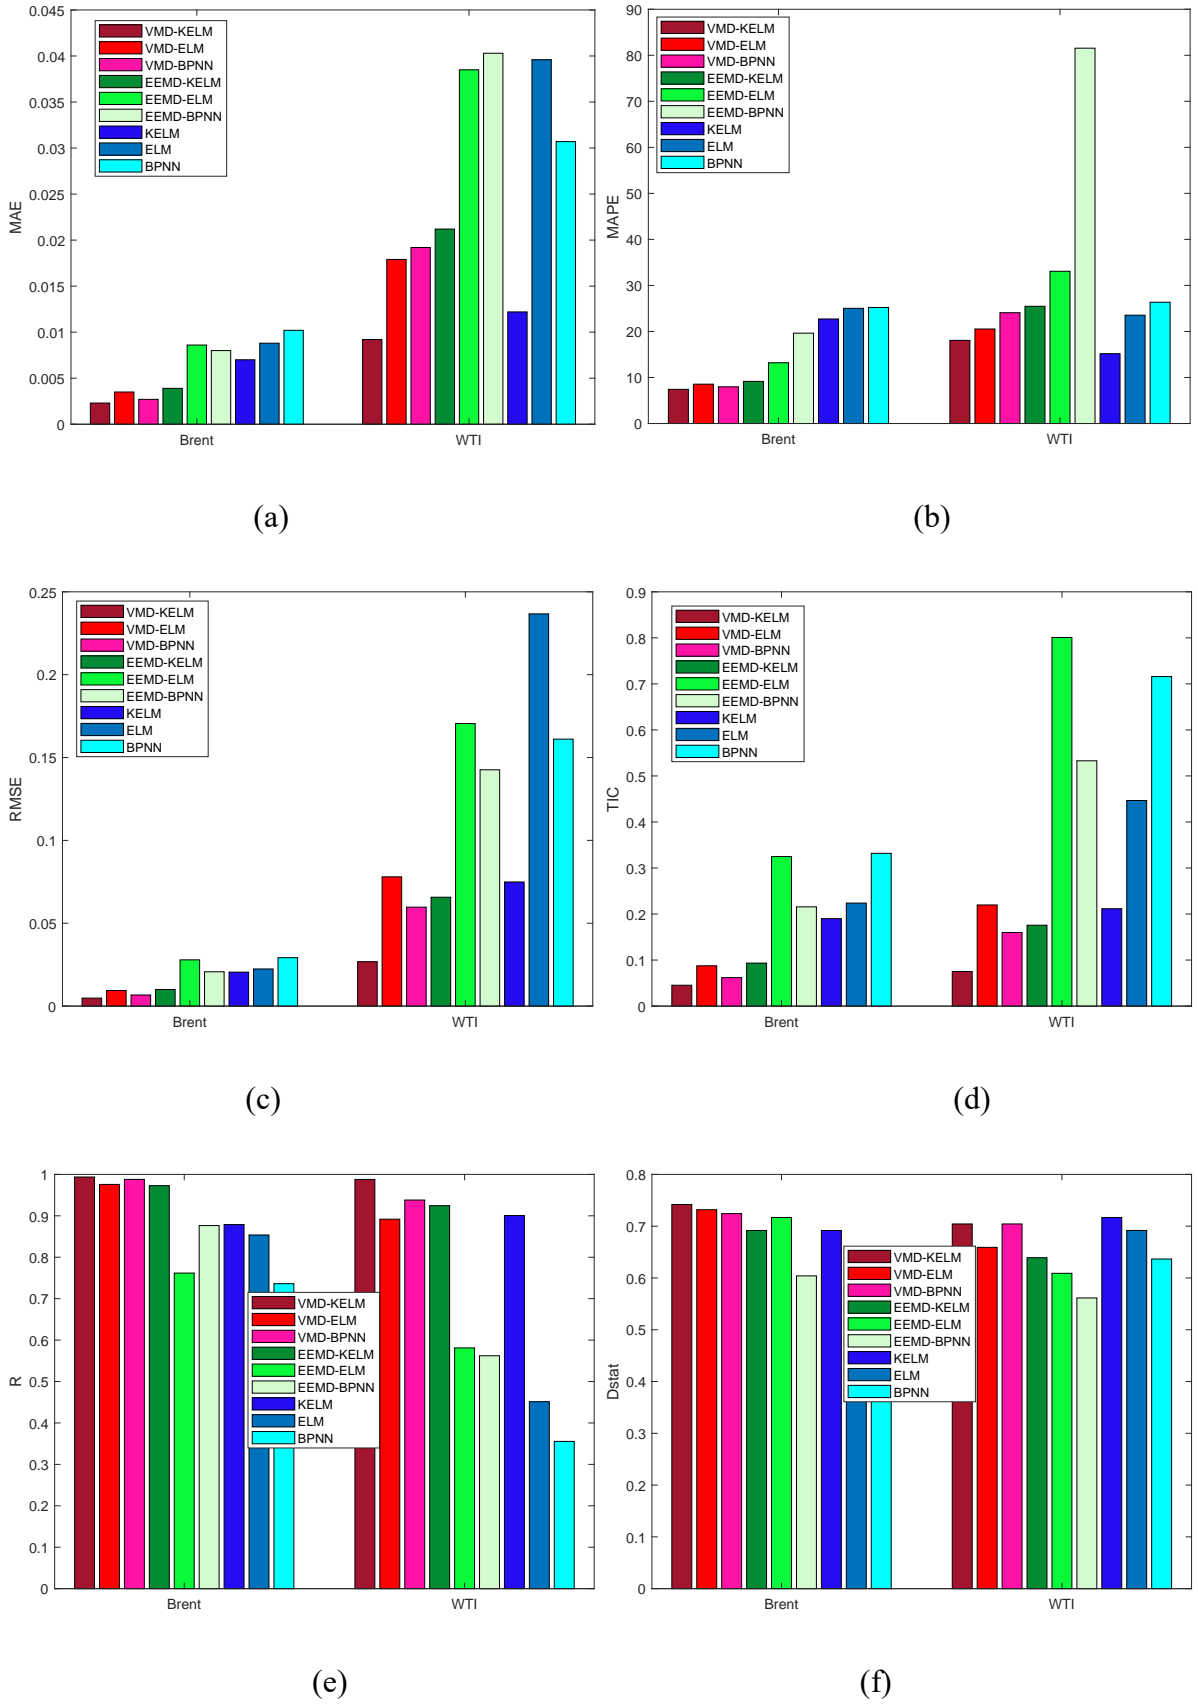 0.045
0.04
0.035
0.03
0.025
0.02
0.015
0.01
0.005
0
MAE
VMD-KELM
VMD-ELM
VMD-BPNN
EEMD-KELM
EEMD-ELM
EEMD-BPNN
KELM
ELM
BPNN
Brent
WTI
(a)
90
80
70
60
50
40
30
20
10
0
MAPE
VMD-KELM
VMD-ELM
VMD-BPNN
EEMD-KELM
EEMD-ELM
EEMD-BPNN
KELM
ELM
BPNN
Brent
WTI
(b)
0.25
0.2
0.15
0.1
0.05
0
RMSE
VMD-KELM
VMD-ELM
VMD-BPNN
EEMD-KELM
EEMD-ELM
EEMD-BPNN
KELM
ELM
BPNN
Brent
WTI
(c)
0.9
0.8
0.7
0.6
0.5
0.4
0.3
0.2
0.1
0
TIC
VMD-KELM
VMD-ELM
VMD-BPNN
EEMD-KELM
EEMD-ELM
EEMD-BPNN
KELM
ELM
BPNN
Brent
WTI
(d)
1
0.9
0.8
0.7
0.6
0.5
0.4
0.3
0.2
0.1
0
R
VMD-KELM
VMD-ELM
VMD-BPNN
EEMD-KELM
EEMD-ELM
EEMD-BPNN
KELM
ELM
BPNN
Brent
WTI
(e)
0.8
0.7
0.6
0.5
0.4
0.3
0.2
0.1
0
Dstat
VMD-KELM
VMD-ELM
VMD-BPNN
EEMD-KELM
EEMD-ELM
EEMD-BPNN
KELM
ELM
BPNN
Brent
WTI
(f)